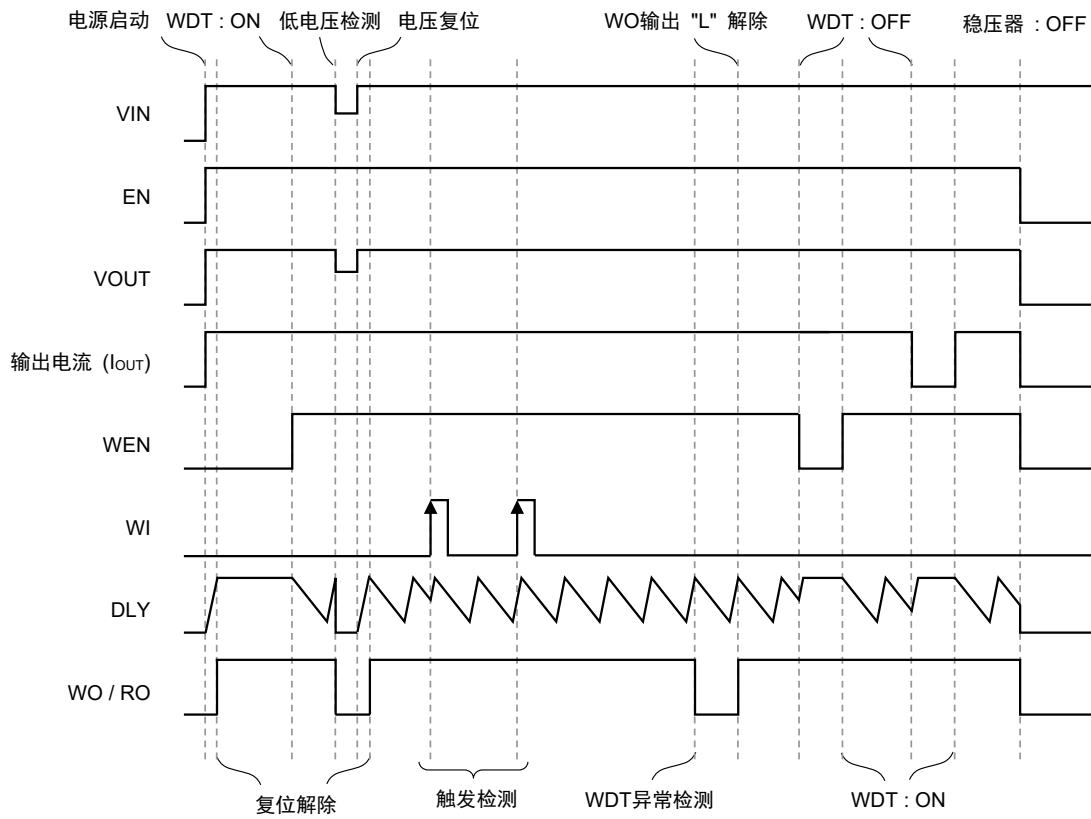 电源启动 WDT : ON 低电压检测 电压复位 WO输出 "L" 解除 WDT : OFF 稳压器 : OFF
VIN
EN
VOUT
输出电流 (IOUT)
WEN
WI
DLY
WO / RO
复位解除 触发检测 WDT异常检测 WDT : ON